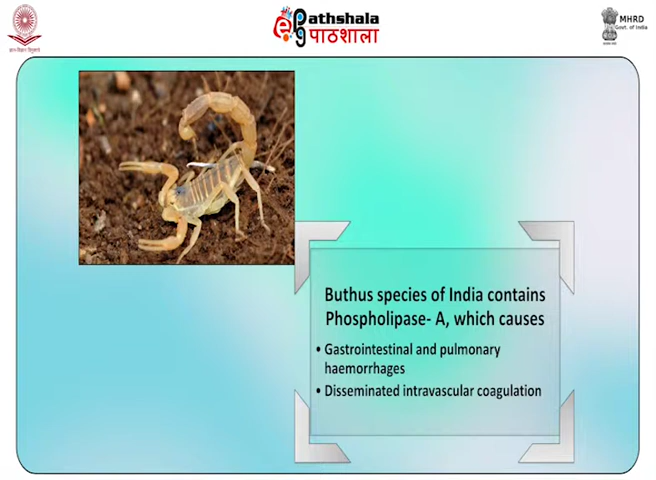 Pathshala
पाठशाला
MHRD
Govt. of India
Buthus species of India contains
Phospholipase- A, which causes
• Gastrointestinal and pulmonary
haemorrhages
• Disseminated intravascular coagulation